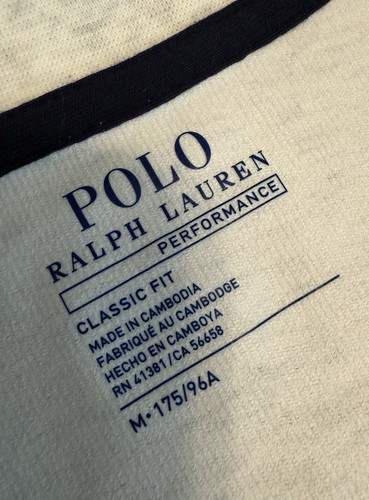 POLO
RALPH LAUREN
PERFORMANCE
CLASSIC FIT
MADE IN CAMBODIA
FABRIQUÉ AU CAMBODGE
HECHO EN CAMBOYA
RN 41381/CA 56658
M•175/96A